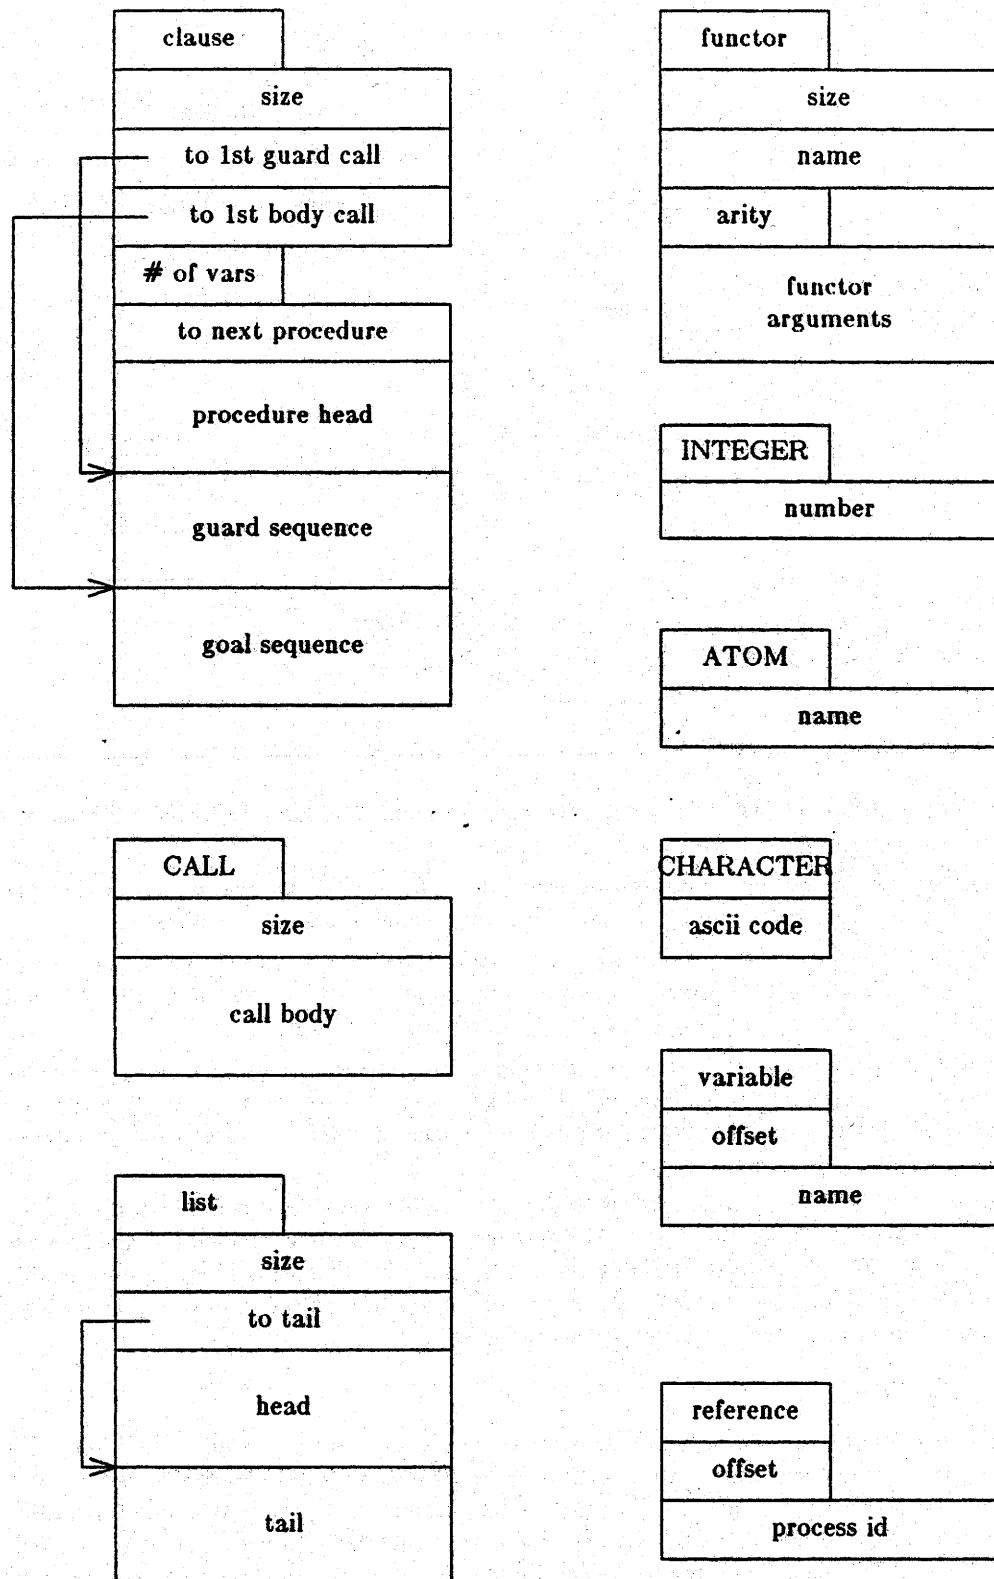 clause
size
to 1st guard call
to 1st body call
# of vars
to next procedure
procedure head
guard sequence
goal sequence
CALL
size
call body
list
size
to tail
head
tail
functor
size
name
arity
functor
arguments
INTEGER
number
ATOM
name
CHARACTER
ascii code
variable
offset
name
reference
offset
process id